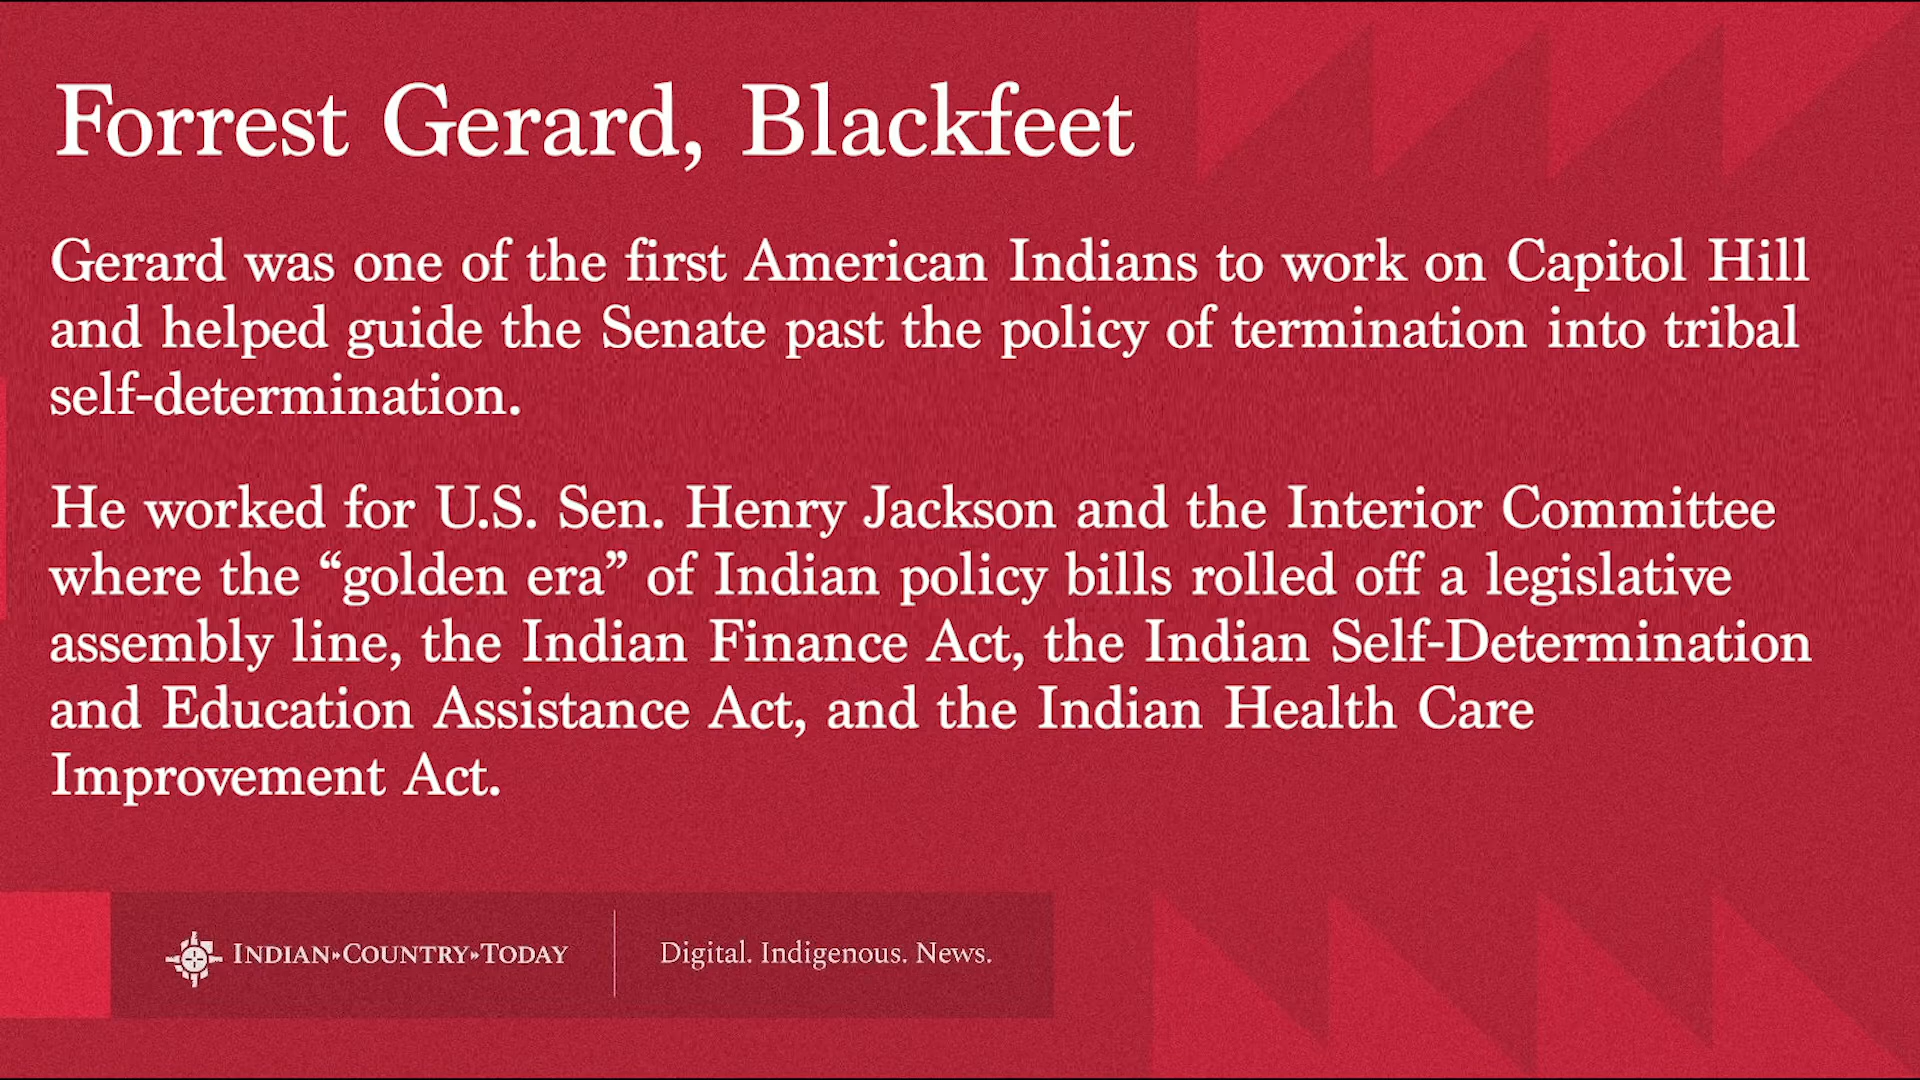 Forrest Gerard, Blackfeet
Gerard was one of the first American Indians to work on Capitol Hill
and helped guide the Senate past the policy of termination into tribal
self-determination.
He worked for U.S. Sen. Henry Jackson and the Interior Committee
where the “golden era” of Indian policy bills rolled off a legislative
assembly line, the Indian Finance Act, the Indian Self-Determination
and Education Assistance Act, and the Indian Health Care
Improvement Act.
INDIAN▸COUNTRY▸TODAY
Digital. Indigenous. News.